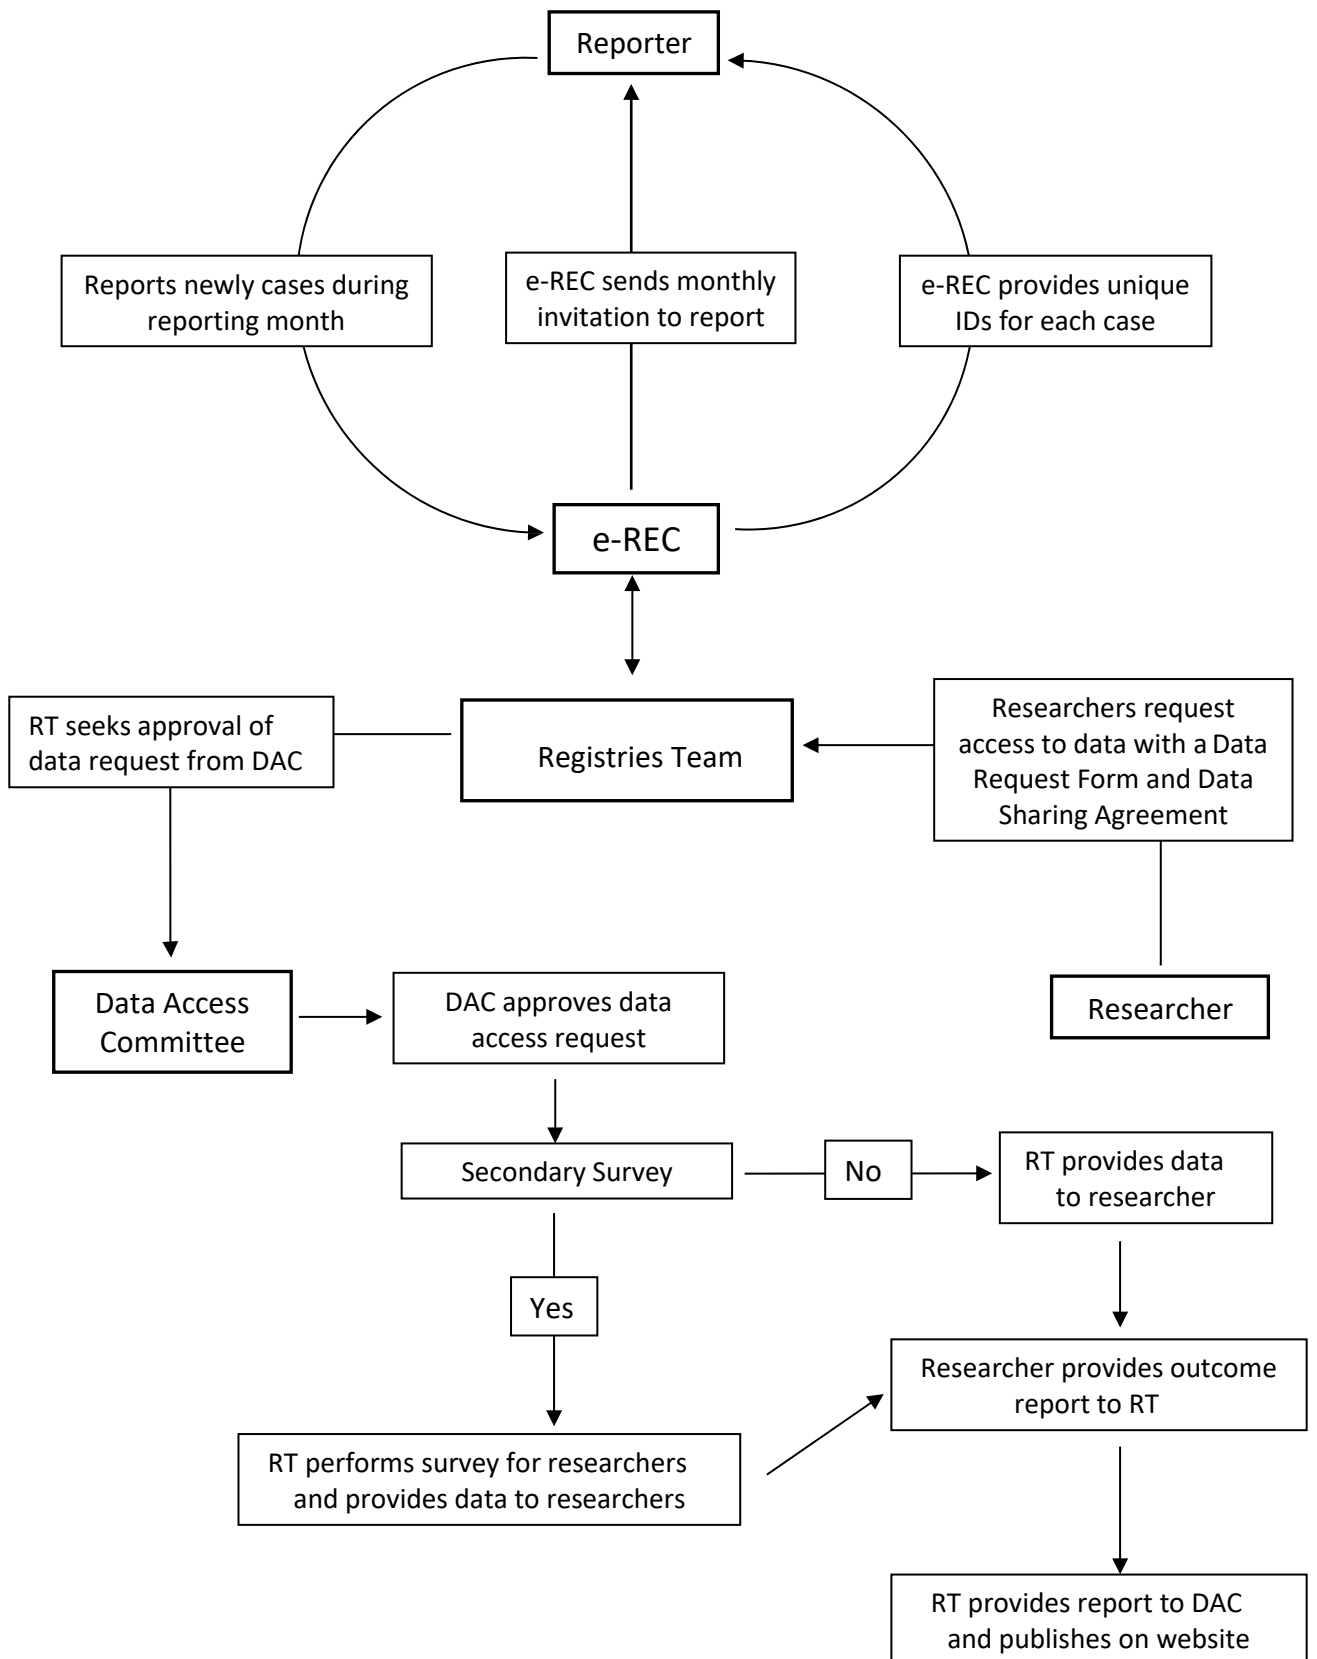 Reporter
Reports newly cases during
reporting month
e-REC sends monthly
invitation to report
e-REC provides unique
IDs for each case
e-REC
RT seeks approval of
data request from DAC
Registries Team
Researchers request
access to data with a Data
Request Form and Data
Sharing Agreement
Data Access
Committee
DAC approves data
access request
Researcher
Secondary Survey
No
RT provides data
to researcher
Yes
Researcher provides outcome
report to RT
RT performs survey for researchers
and provides data to researchers
RT provides report to DAC
and publishes on website